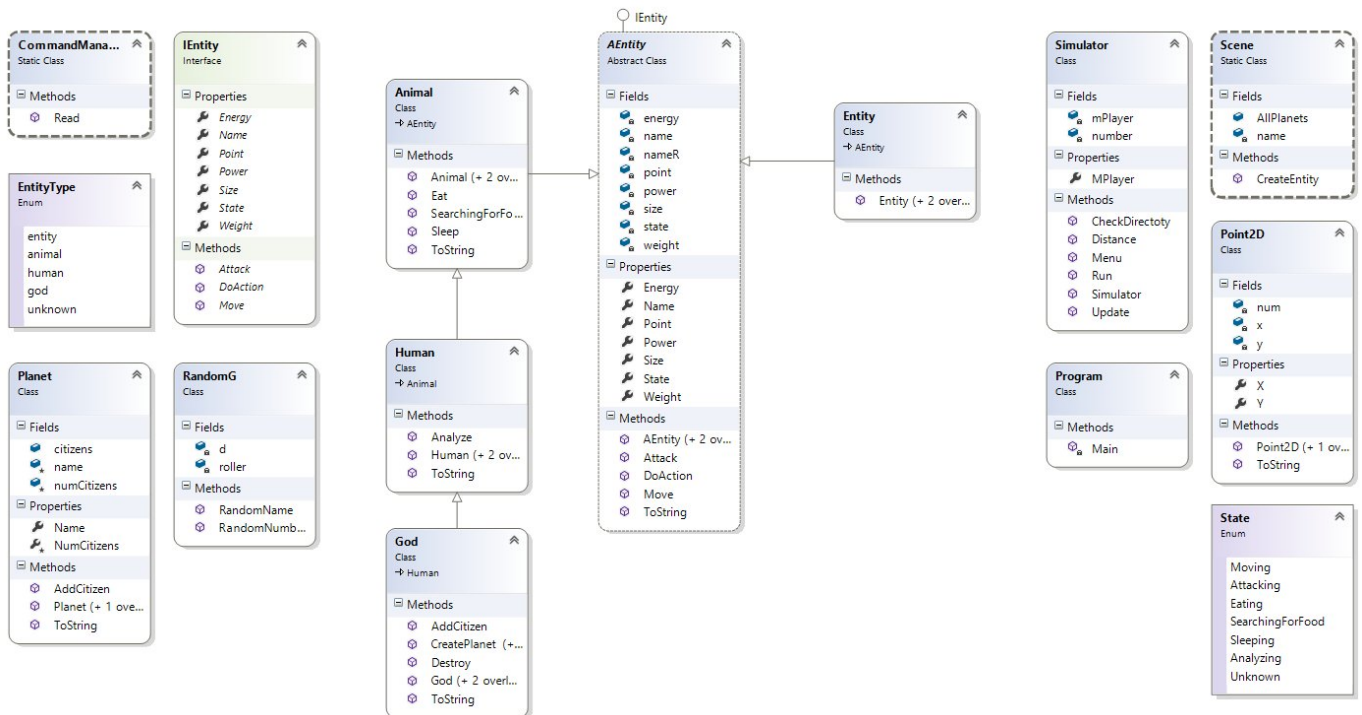 IEntity
CommandMana...
Static Class
Methods
Read
IEntity
Interface
Properties
Energy
Name
Point
Power
Size
State
Weight
Methods
Attack
DoAction
Move
EntityType
Enum
entity
animal
human
god
unknown
Planet
Class
Fields
citizens
name
numCitizens
Properties
Name
NumCitizens
Methods
AddCitizen
Planet (+ 1 ove...
ToString
RandomG
Class
Fields
d
roller
Methods
RandomName
RandomNumb...
Animal
Class
AEntity
Methods
Animal (+ 2 ov...
Eat
SearchingForFo...
Sleep
ToString
Human
Class
Animal
Methods
Analyze
Human (+ 2 ov...
ToString
God
Class
Human
Methods
AddCitizen
CreatePlanet (+...
Destroy
God (+ 2 overl...
ToString
AEntity
Abstract Class
Fields
energy
name
nameR
point
power
size
state
weight
Properties
Energy
Name
Point
Power
Size
State
Weight
Methods
AEntity (+ 2 ov...
Attack
DoAction
Move
ToString
Entity
Class
AEntity
Methods
Entity (+ 2 over...
Simulator
Class
Fields
mPlayer
number
Properties
MPlayer
Methods
CheckDirectoty
Distance
Menu
Run
Simulator
Update
Program
Class
Methods
Main
Scene
Static Class
Fields
AllPlanets
name
Methods
CreateEntity
Point2D
Class
Fields
num
x
y
Properties
X
Y
Methods
Point2D (+ 1 ov...
ToString
State
Enum
Moving
Attacking
Eating
SearchingForFood
Sleeping
Analyzing
Unknown